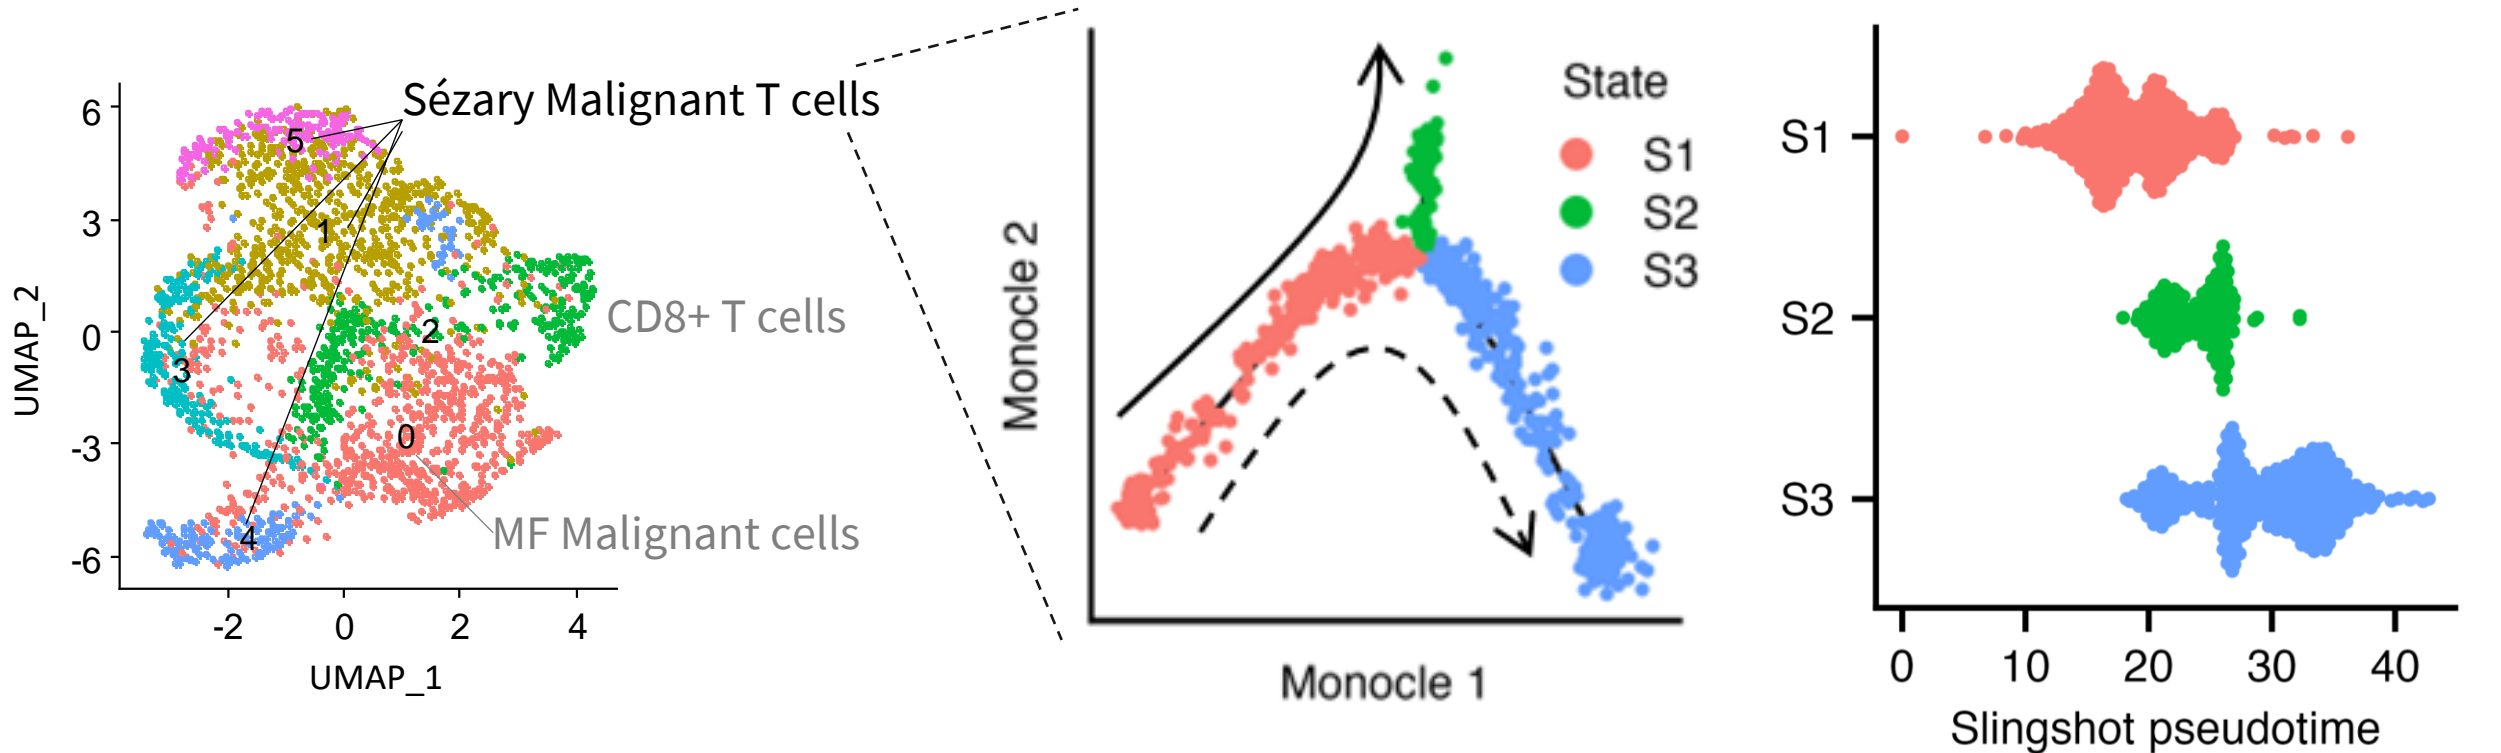 Sézary Malignant T cells
CD8+ T cells
MF Malignant cells
5
1
2
3
0
4
6
3
0
-3
-6
UMAP_2
-2
0
2
4
UMAP_1
State
S1
S2
S3
Monocle 2
Monocle 1
S1
S2
S3
0
10
20
30
40
Slingshot pseudotime